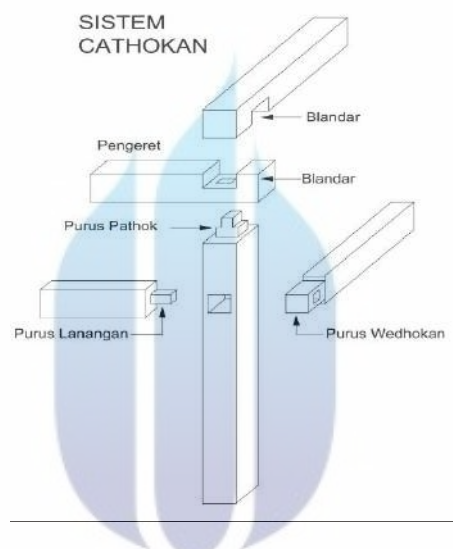 SISTEM
CATHOKAN
Blandar
Pengeret
Blandar
Purus Pathok
Purus Lanangan
Purus Wedhokan